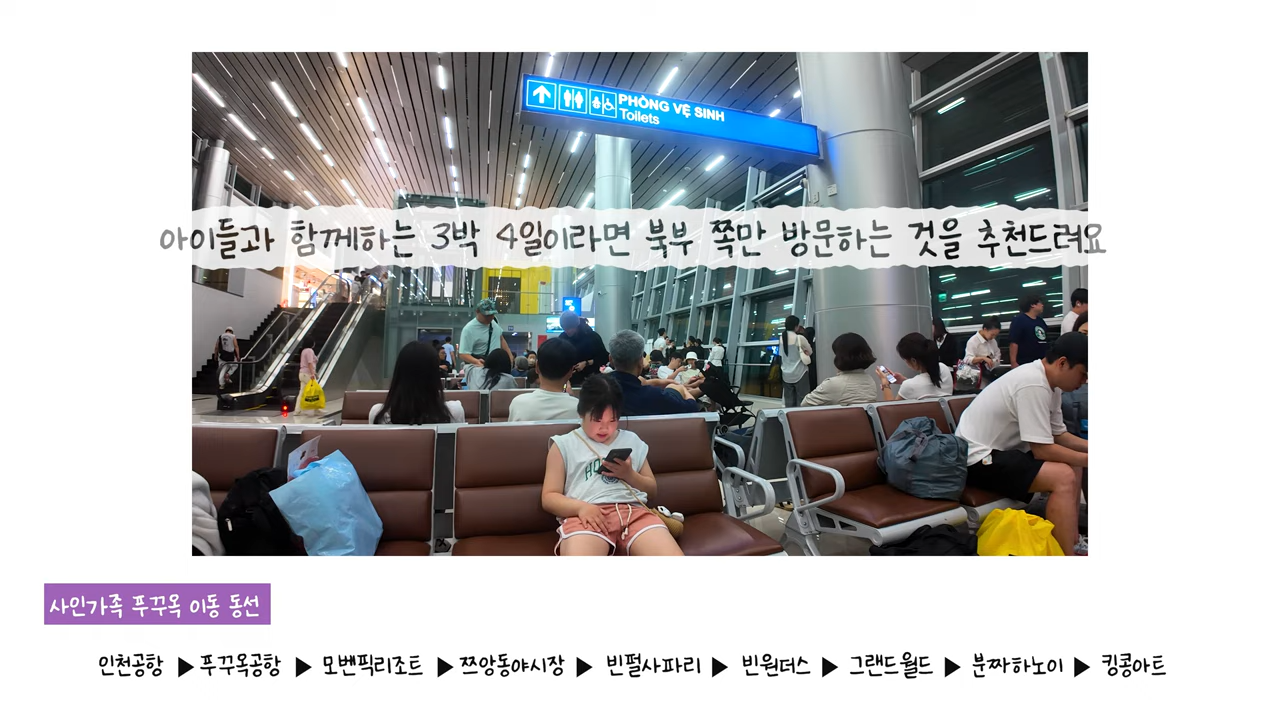 PHÒNG VỆ SINH
Toilets
아이들과 함께하는 3박 4일이라면 북부 쪽만 방문하는 것을 추천드려요
사인가족 푸꾸옥 이동 동선
인천공항 ▶ 푸꾸옥공항 ▶ 모벤픽리조트 ▶ 쯔앙동야시장 ▶ 빈펄사파리 ▶ 빈원더스 ▶ 그랜드월드 ▶ 분짜하노이 ▶ 킹콩마트